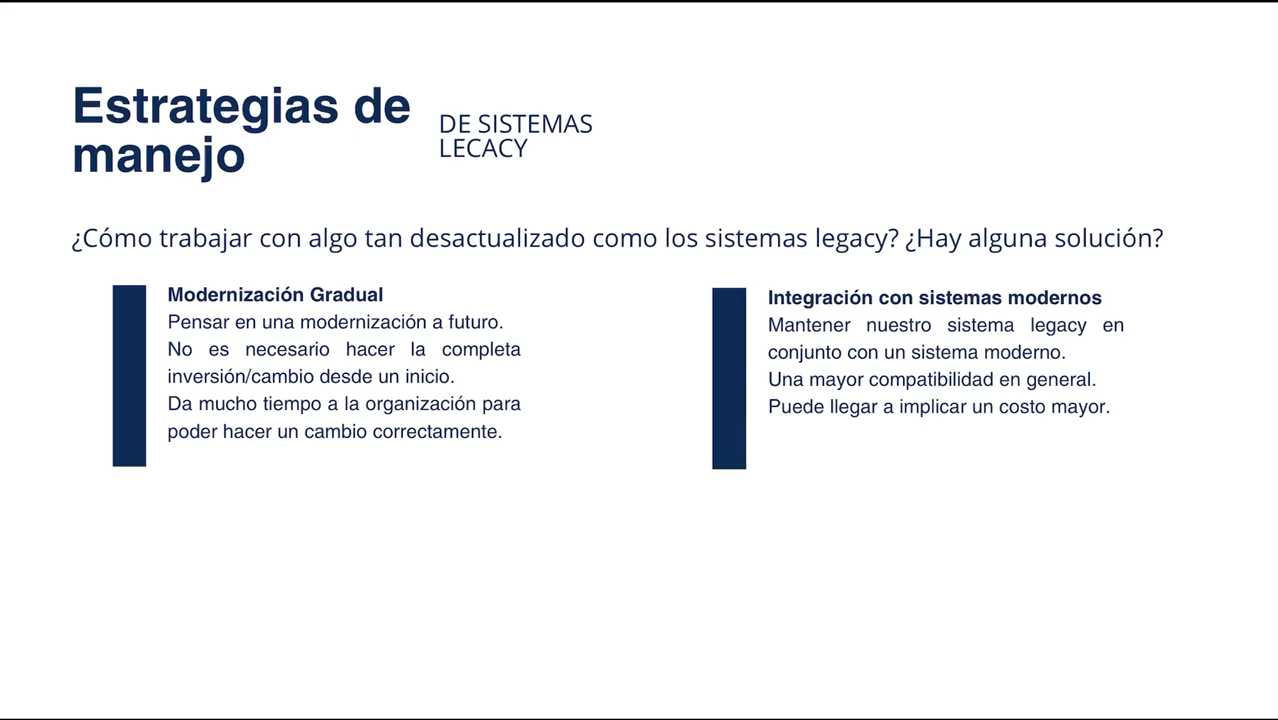 Estrategias de
manejo
DE SISTEMAS
LECACY
¿Cómo trabajar con algo tan desactualizado como los sistemas legacy? ¿Hay alguna solución?
Modernización Gradual
Pensar en una modernización a futuro.
No es necesario hacer la completa
inversión/cambio desde un inicio.
Da mucho tiempo a la organización para
poder hacer un cambio correctamente.
Integración con sistemas modernos
Mantener nuestro sistema legacy en
conjunto con un sistema moderno.
Una mayor compatibilidad en general.
Puede llegar a implicar un costo mayor.